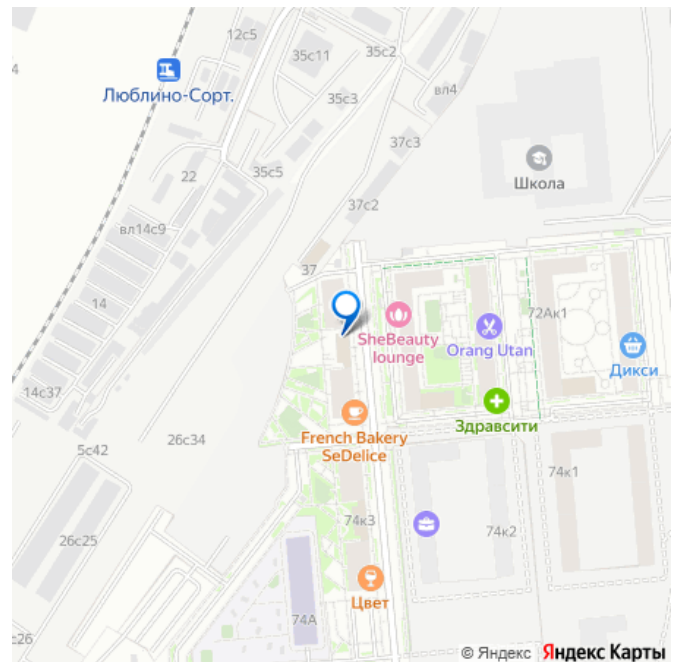 12с5
35с11
35с2
4
Люблино-Сорт.
35с3
вл4
37с3
35с5
22
Школа
37с2
вл14с9
37
14
SheBeauty
lounge
Orang Utan
72Ак1
Дикси
14с37
Здравсити
French Bakery
SeDelice
5с42
26с34
74к1
74к3
74к2
26с25
Цвет
74А
с26
© Яндекс Яндекс Карты